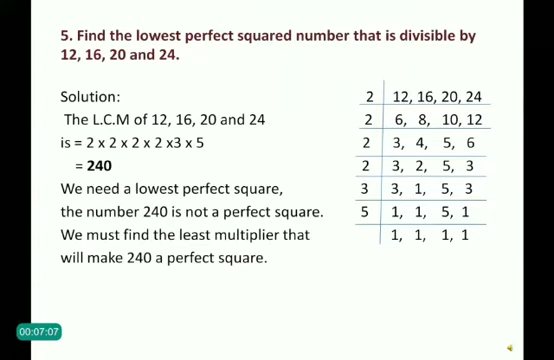 5. Find the lowest perfect squared number that is divisible by
12, 16, 20 and 24.
Solution:
The L.C.M of 12, 16, 20 and 24
is = 2 x 2 x 2 x 2 x3 x 5
= 240
We need a lowest perfect square,
the number 240 is not a perfect square.
We must find the least multiplier that
will make 240 a perfect square.
2 12, 16, 20, 24
2 6, 8, 10, 12
2 3, 4, 5, 6
2 3, 2, 5, 3
3 3, 1, 5, 3
5 1, 1, 5, 1
1, 1, 1, 1
00:07:07